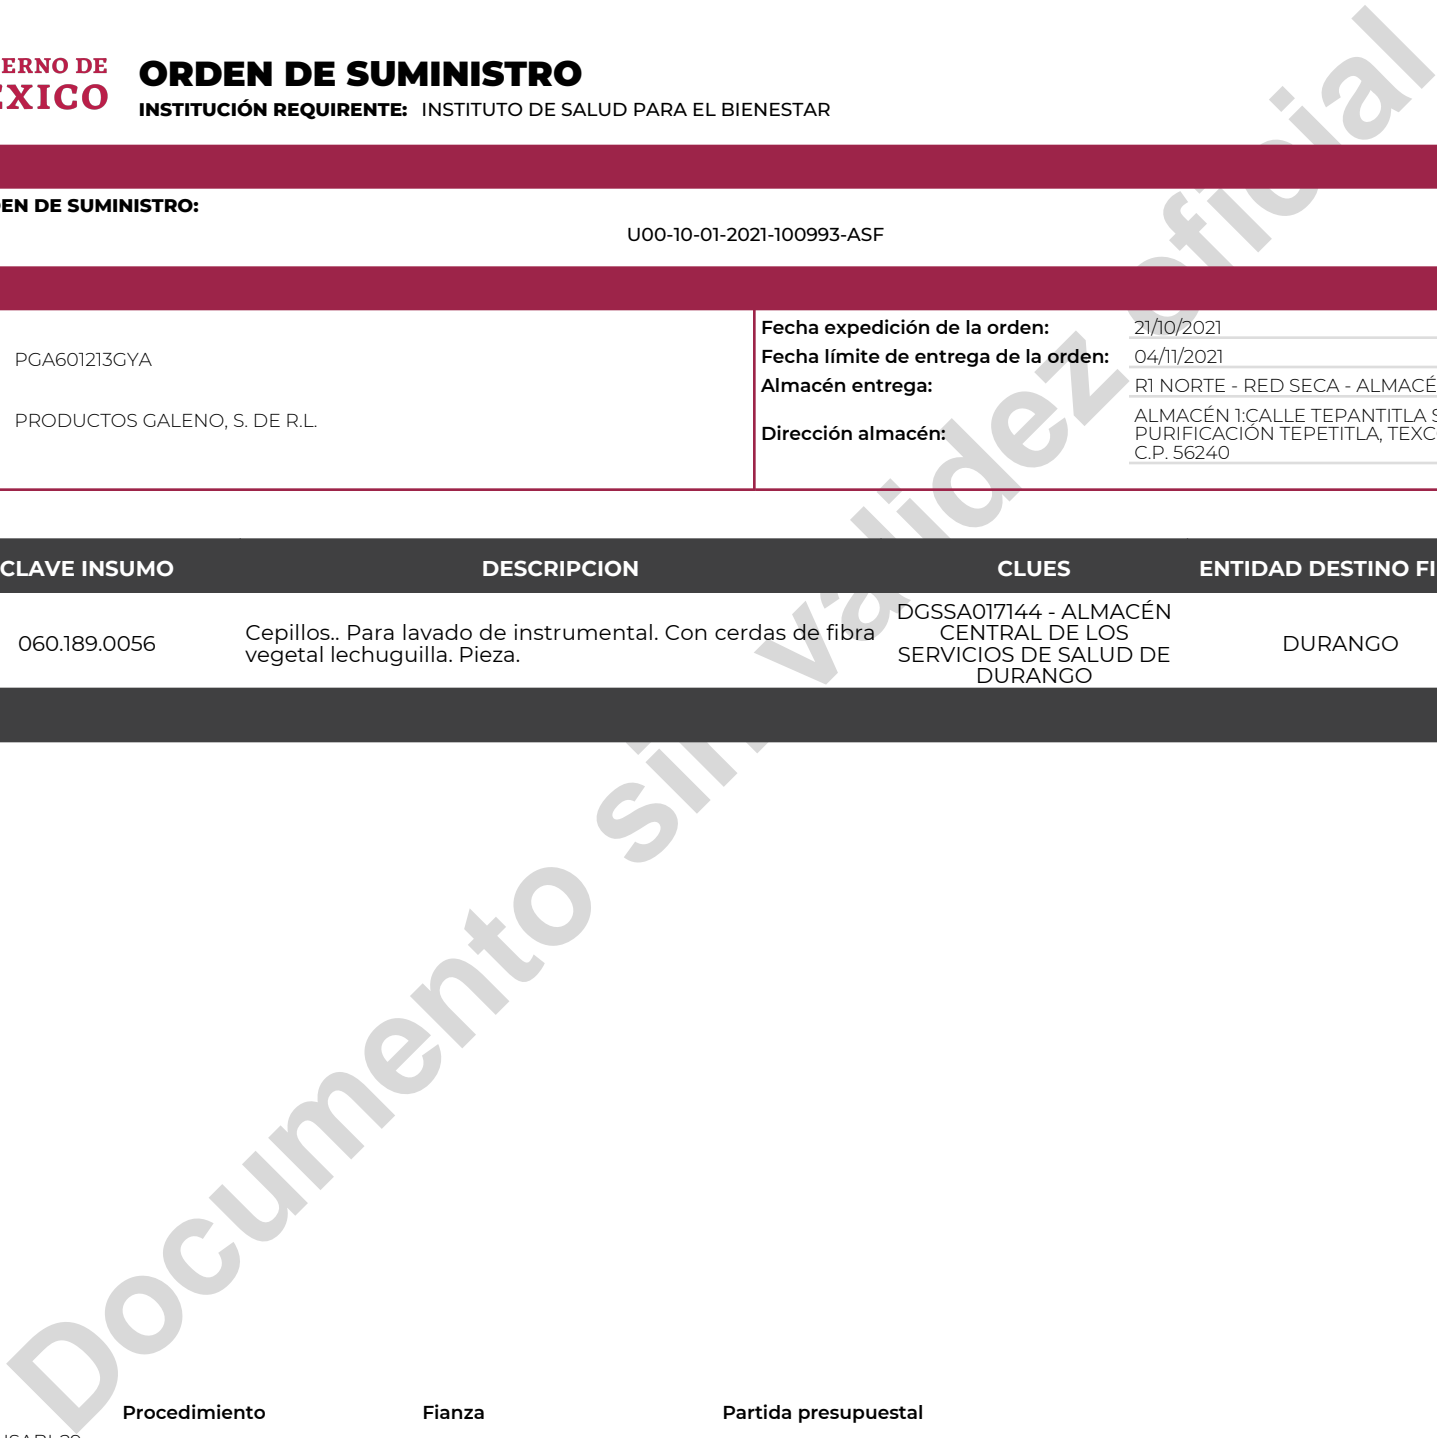 ERNO DE
ÉXICO
ORDEN DE SUMINISTRO
INSTITUCIÓN REQUIRENTE: INSTITUTO DE SALUD PARA EL BIENESTAR
EN DE SUMINISTRO:
U00-10-01-2021-100993-ASF
PGA601213GYA
PRODUCTOS GALENO, S. DE R.L.
Fecha expedición de la orden: 21/10/2021
Fecha límite de entrega de la orden: 04/11/2021
Almacén entrega: R1 NORTE - RED SECA - ALMACÉ
Dirección almacén: ALMACÉN 1:CALLE TEPANTITLA S
PURIFICACIÓN TEPETITLA, TEXC
C.P. 56240
CLAVE INSUMO DESCRIPCION CLUES ENTIDAD DESTINO FI
060.189.0056
Cepillos.. Para lavado de instrumental. Con cerdas de fibra
vegetal lechuguilla. Pieza.
DGSSA017144 - ALMACÉN
CENTRAL DE LOS
SERVICIOS DE SALUD DE
DURANGO
DURANGO
Documento sin validez oficial
Procedimiento Fianza Partida presupuestal